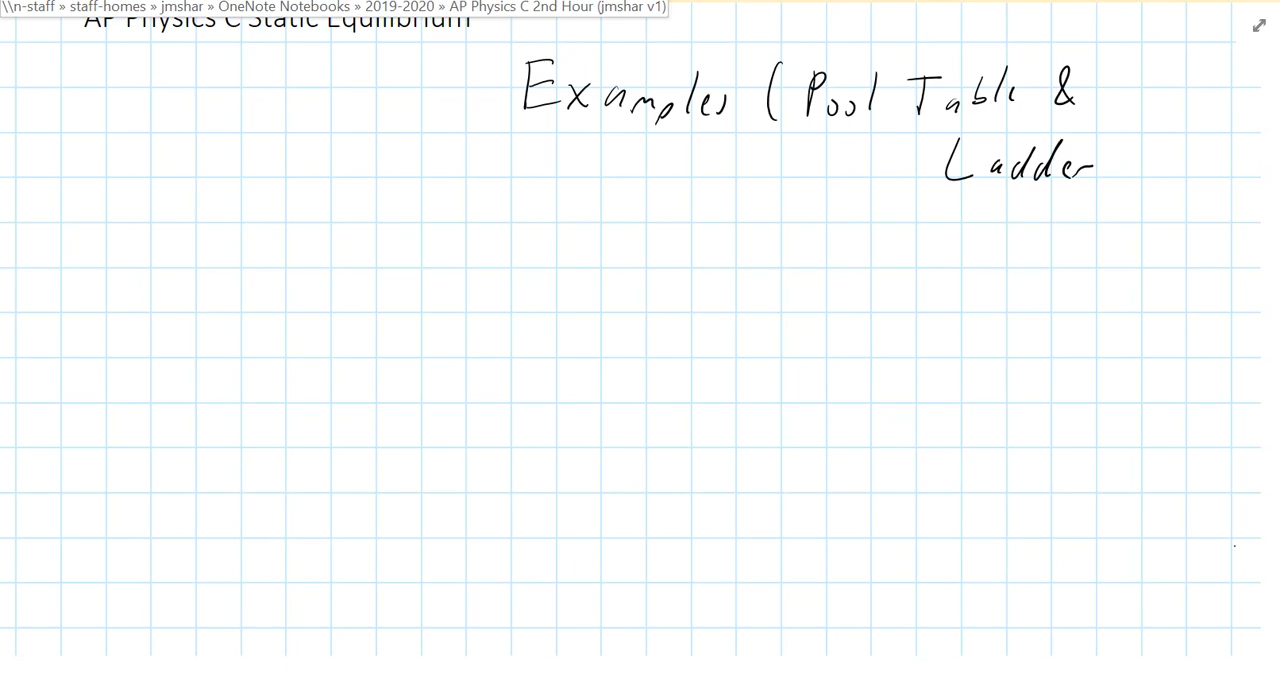 \\n-staff » staff-homes » jmshar » OneNote Notebooks » 2019-2020 » AP Physics C 2nd Hour (jmshar v1)
AP Physics C Static Equilibrium
Examples (Pool Table &
Ladder